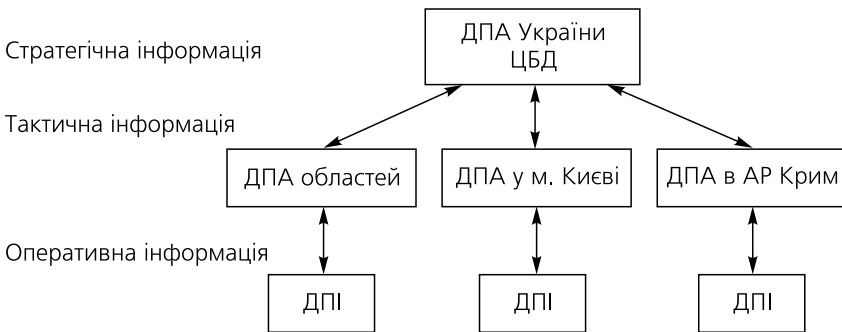 ДПА України
ЦБД
Стратегічна інформація
Тактична інформація
ДПА областей
ДПА у м. Києві
ДПА в АР Крим
Оперативна інформація
ДПІ
ДПІ
ДПІ